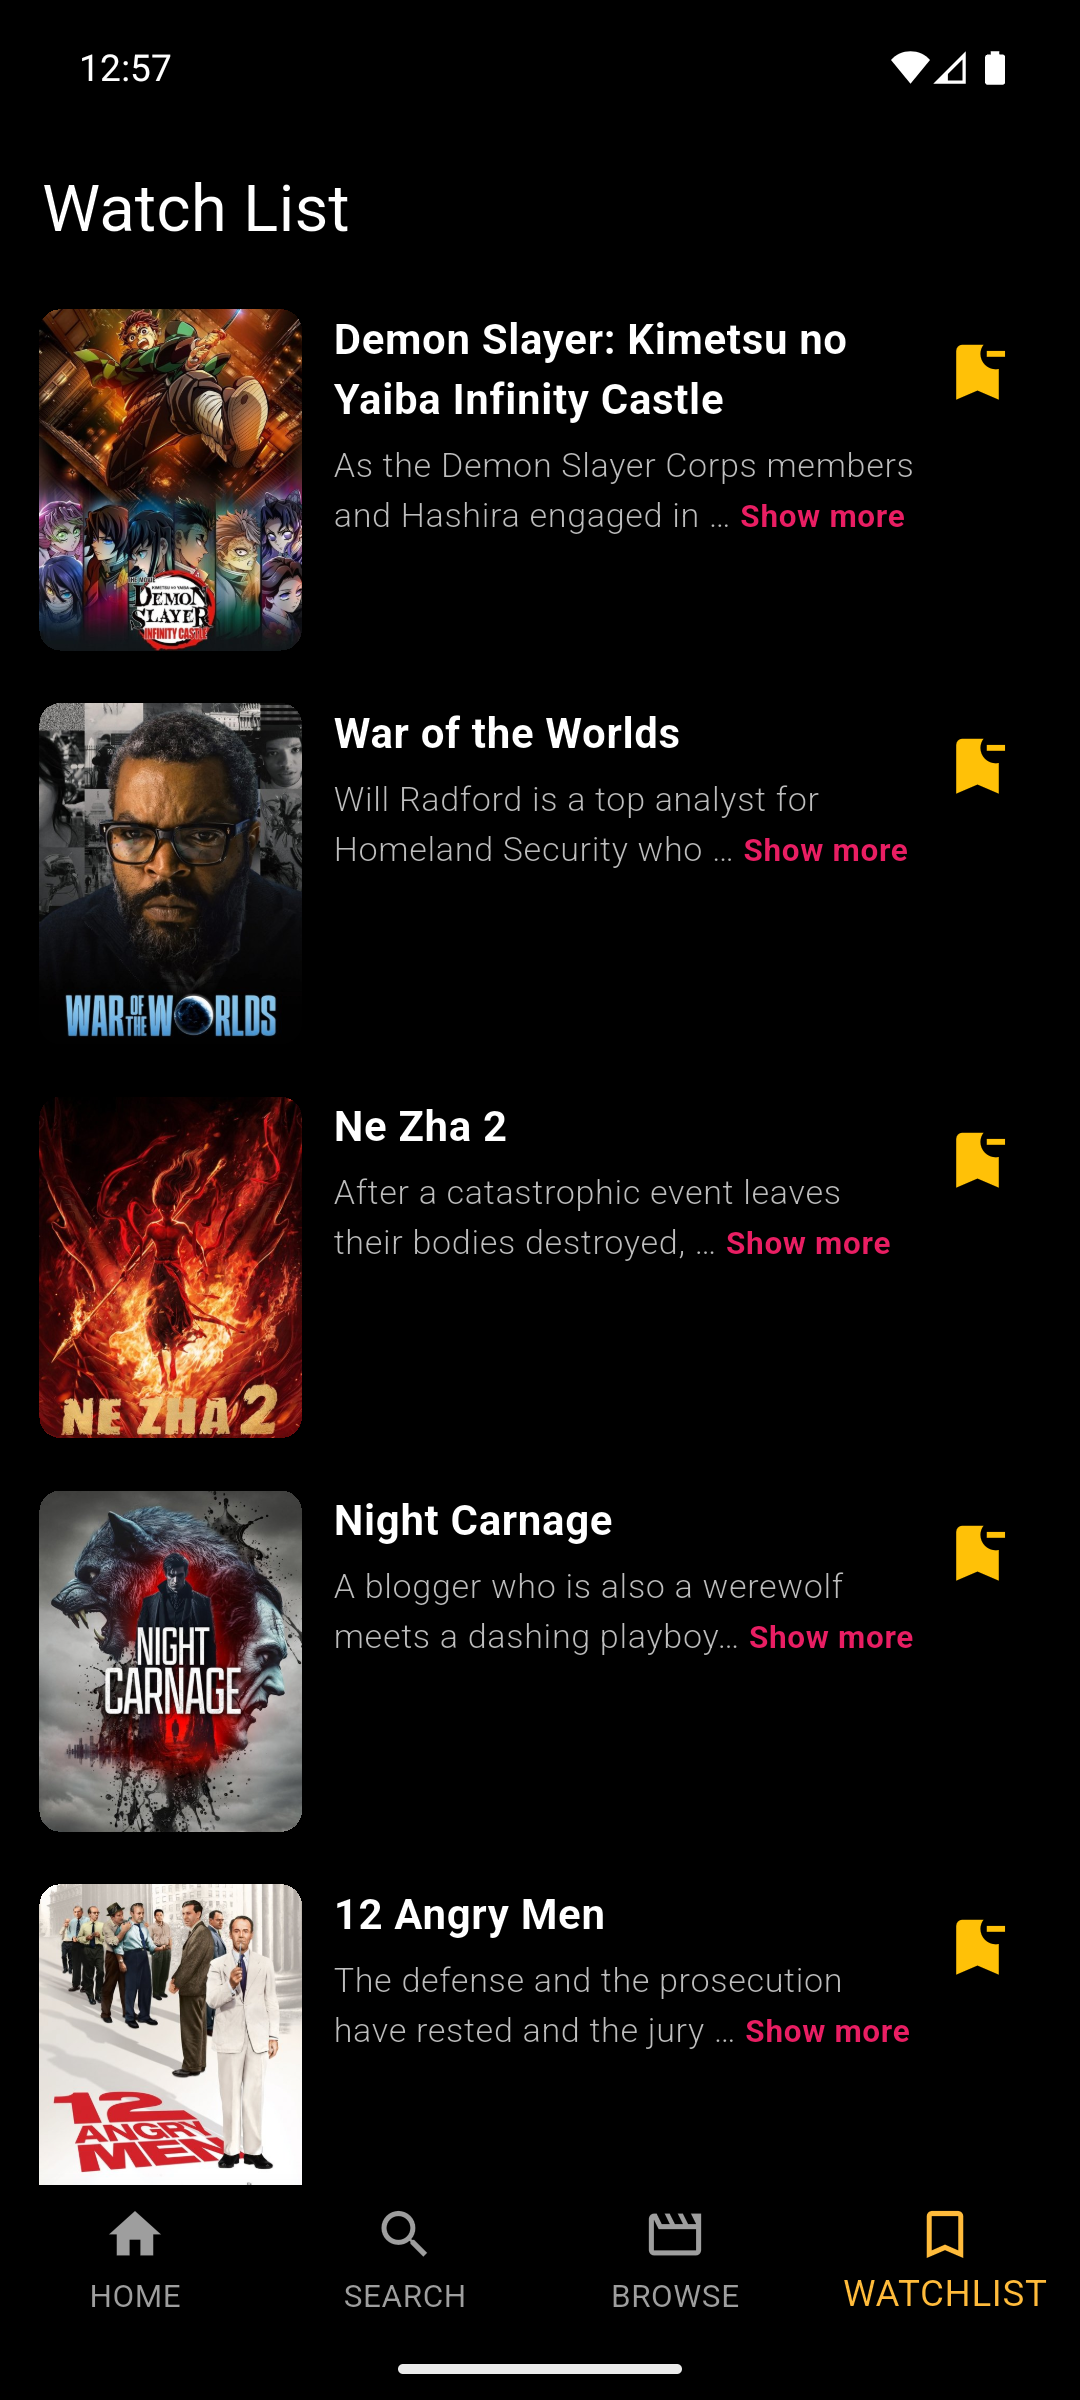 12:57
Watch List
Demon Slayer: Kimetsu no
Yaiba Infinity Castle
As the Demon Slayer Corps members
and Hashira engaged in ... Show more
THE MOVIE
KIMETSU NO YAIBA
DEMON
SLAYER
INFINITY CASTLE
War of the Worlds
Will Radford is a top analyst for
Homeland Security who ... Show more
WAR OF THE WORLDS
Ne Zha 2
After a catastrophic event leaves
their bodies destroyed, ... Show more
NE ZHA 2
Night Carnage
A blogger who is also a werewolf
meets a dashing playboy... Show more
NIGHT
CARNAGE
12 Angry Men
The defense and the prosecution
have rested and the jury ... Show more
12
ANGRY
MEN
HOME
SEARCH
BROWSE
WATCHLIST